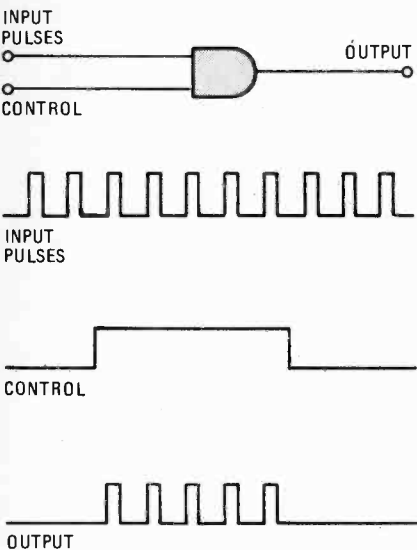 INPUT
PULSES
OUTPUT
CONTROL
INPUT
PULSES
CONTROL
OUTPUT